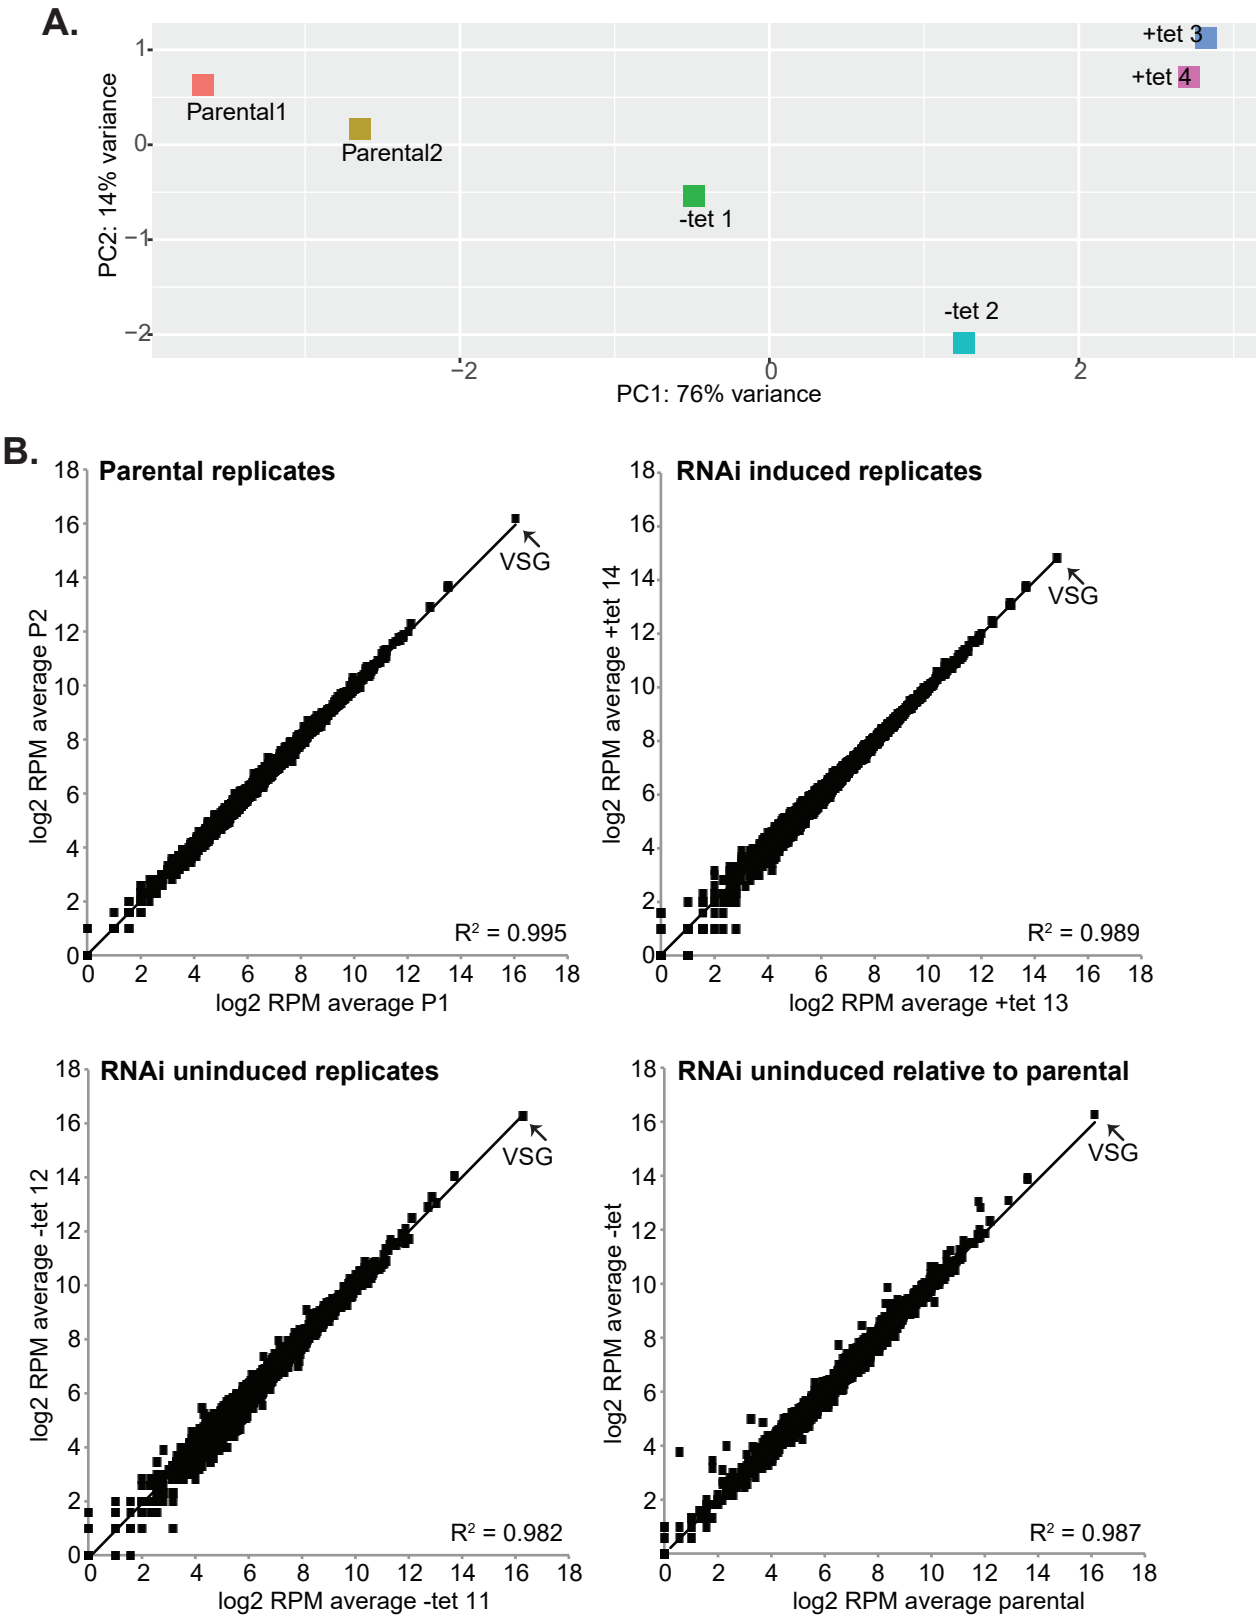 A.
PC2: 14% variance
1
0
−1
−2
Parental1
Parental2
-tet 1
-tet 2
+tet 3
+tet 4
−2
0
2
PC1: 76% variance
B.
Parental replicates
log2 RPM average P2
18
16
14
12
10
8
6
4
2
0
VSG
R² = 0.995
0 2 4 6 8 10 12 14 16 18
log2 RPM average P1
RNAi induced replicates
log2 RPM average +tet 14
18
16
14
12
10
8
6
4
2
0
VSG
R² = 0.989
0 2 4 6 8 10 12 14 16 18
log2 RPM average +tet 13
RNAi uninduced replicates
log2 RPM average -tet 12
18
16
14
12
10
8
6
4
2
0
VSG
R² = 0.982
0 2 4 6 8 10 12 14 16 18
log2 RPM average -tet 11
RNAi uninduced relative to parental
log2 RPM average -tet
18
16
14
12
10
8
6
4
2
VSG
R² = 0.987
0 2 4 6 8 10 12 14 16 18
log2 RPM average parental